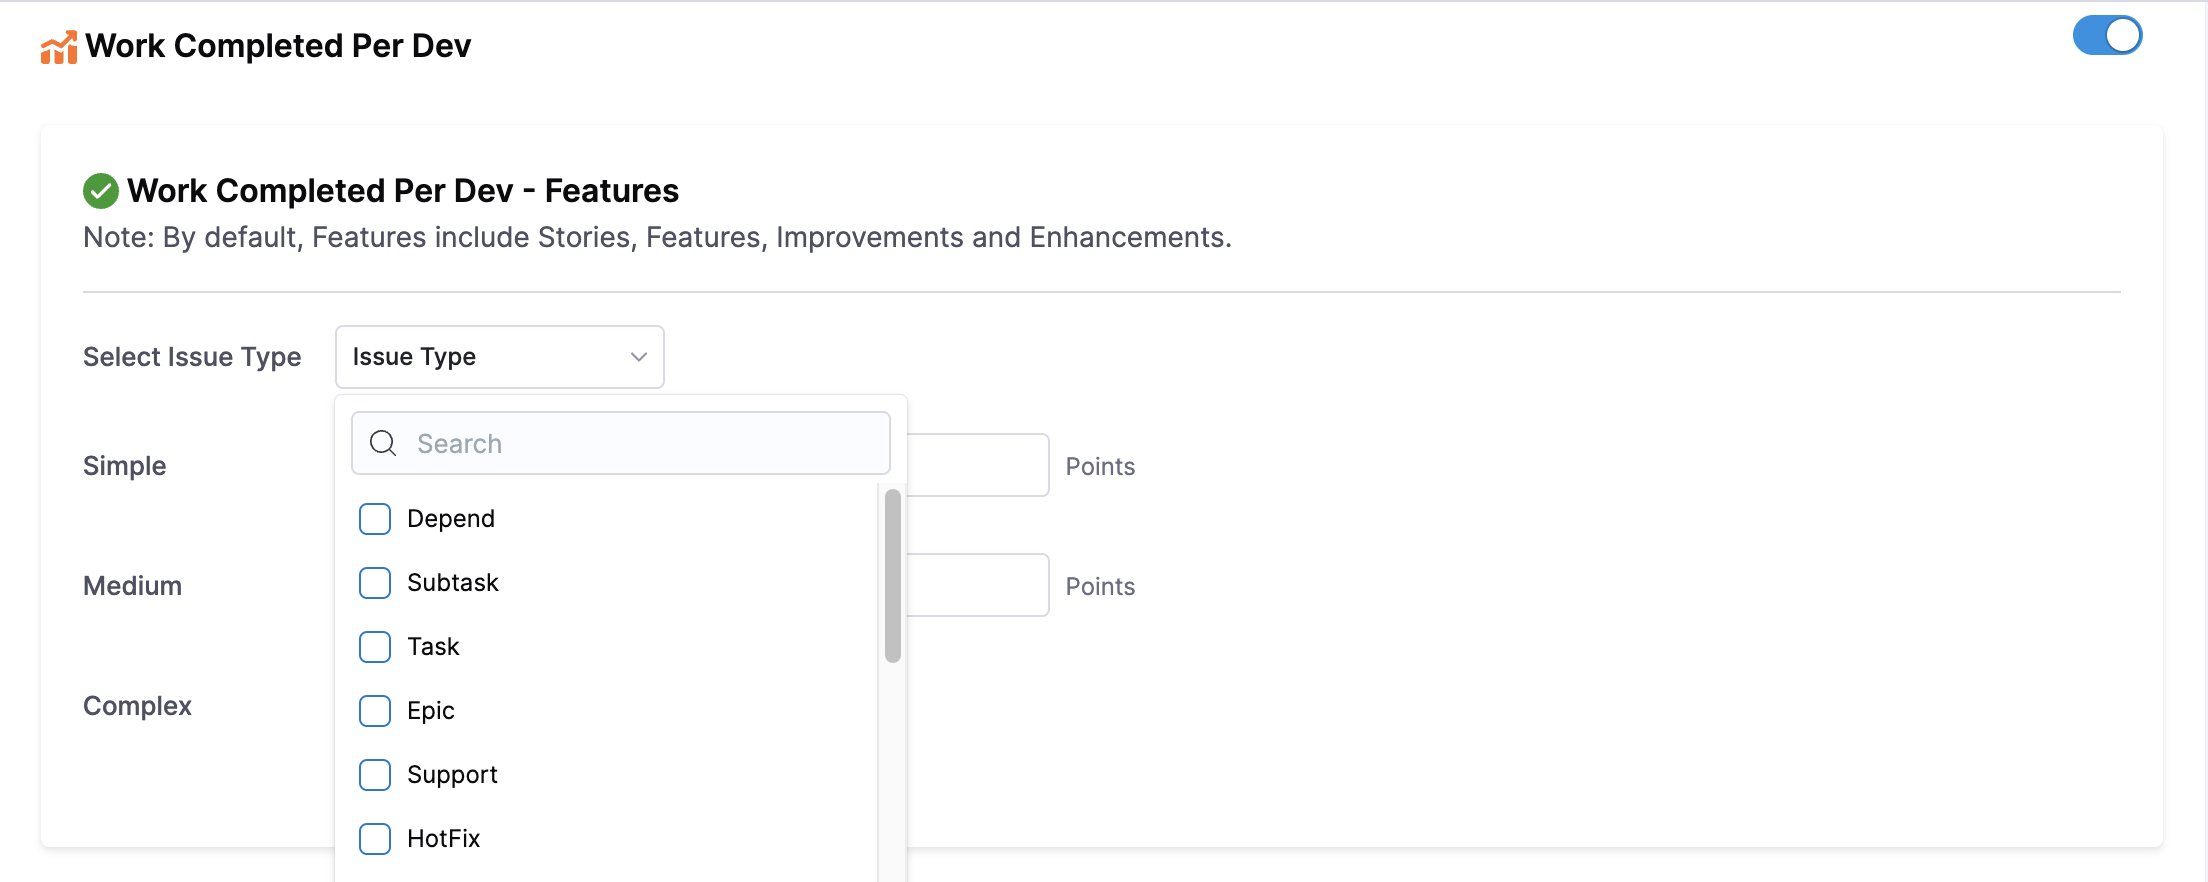 Work Completed Per Dev
Work Completed Per Dev - Features
Note: By default, Features include Stories, Features, Improvements and Enhancements.
Select Issue Type
Issue Type
Search
Simple
Points
Depend
Subtask
Medium
Points
Task
Epic
Complex
Support
HotFix